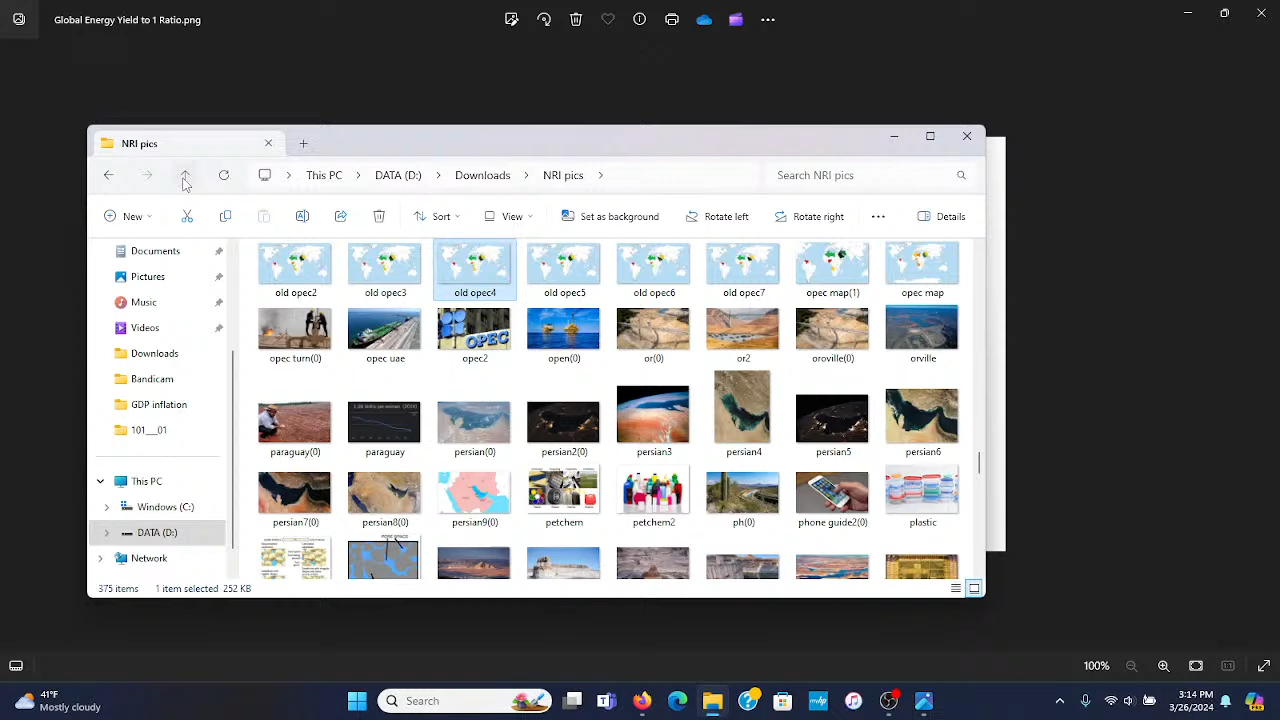 Global Energy Yield to 1 Ratio.png
NRI pics
This PC
DATA (D:)
Downloads
NRI pics
Search NRI pics
New
Sort
View
Set as background
Rotate left
Rotate right
Details
Documents
Pictures
Music
Videos
Downloads
Bandicam
GDP inflation
101___01
This PC
Windows (C:)
DATA (D:)
Network
old opec2 old opec3 old opec4 old opec5 old opec6 old opec7 opec map(1) opec map
OPEC
opec turn(0) opec uae opec2 open(0) or(0) or2 oroville(0) orville
paraguay(0) paraguay persian(0) persian2(0) persian3 persian4 persian5 persian6
persian7(0) persian8(0) persian9(0) petchem petchem2 ph(0) phone guide2(0) plastic
PORE SPACE
375 items 1 item selected 252 KB
100%
4°F
Mostly cloudy
Search
mhp
3:14 PM
3/26/2024